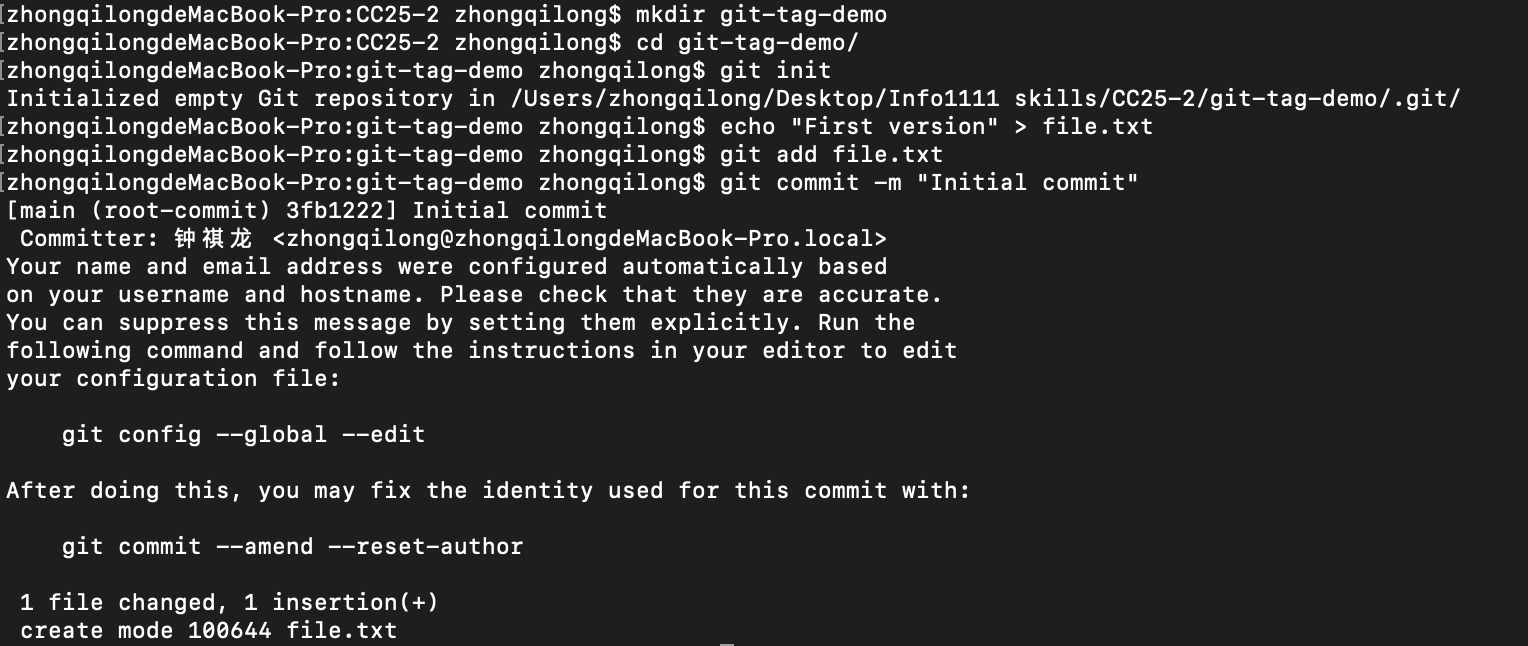 [zhongqilongdeMacBook-Pro:CC25-2 zhongqilong$ mkdir git-tag-demo
[zhongqilongdeMacBook-Pro:CC25-2 zhongqilong$ cd git-tag-demo/
[zhongqilongdeMacBook-Pro:git-tag-demo zhongqilong$ git init
Initialized empty Git repository in /Users/zhongqilong/Desktop/Info1111 skills/CC25-2/git-tag-demo/.git/
[zhongqilongdeMacBook-Pro:git-tag-demo zhongqilong$ echo "First version" > file.txt
[zhongqilongdeMacBook-Pro:git-tag-demo zhongqilong$ git add file.txt
[zhongqilongdeMacBook-Pro:git-tag-demo zhongqilong$ git commit -m "Initial commit"
[main (root-commit) 3fb1222] Initial commit
 Committer: 钟祺龙 <zhongqilong@zhongqilongdeMacBook-Pro.local>
Your name and email address were configured automatically based
on your username and hostname. Please check that they are accurate.
You can suppress this message by setting them explicitly. Run the
following command and follow the instructions in your editor to edit
your configuration file:

    git config --global --edit

After doing this, you may fix the identity used for this commit with:

    git commit --amend --reset-author

 1 file changed, 1 insertion(+)
 create mode 100644 file.txt